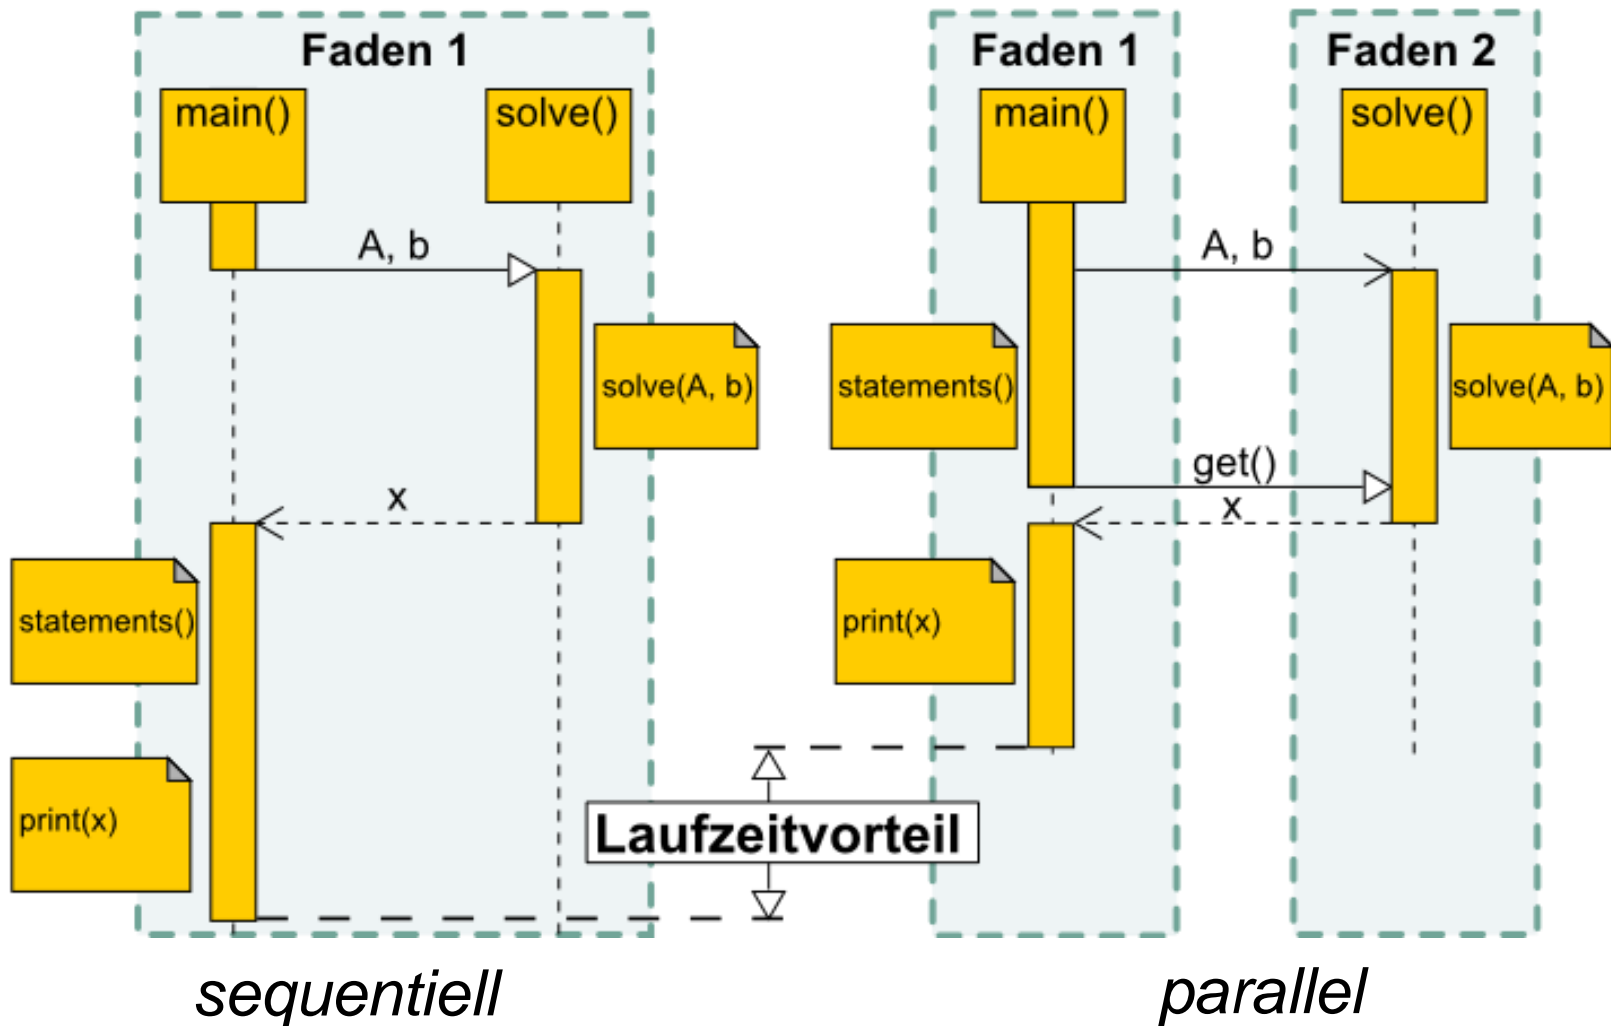 Faden 1
main()
solve()
A, b
solve(A, b)
x
statements()
print(x)
sequentiell
Laufzeitvorteil
Faden 1
Faden 2
main()
solve()
A, b
statements()
solve(A, b)
get()
x
print(x)
parallel